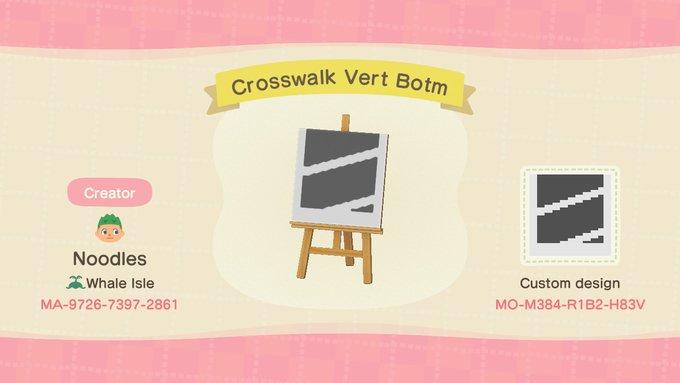 Crosswalk Vert Botm
Creator
Noodles
Whale Isle
MA-9726-7397-2861
Custom design
MO-M384-R1B2-H83V